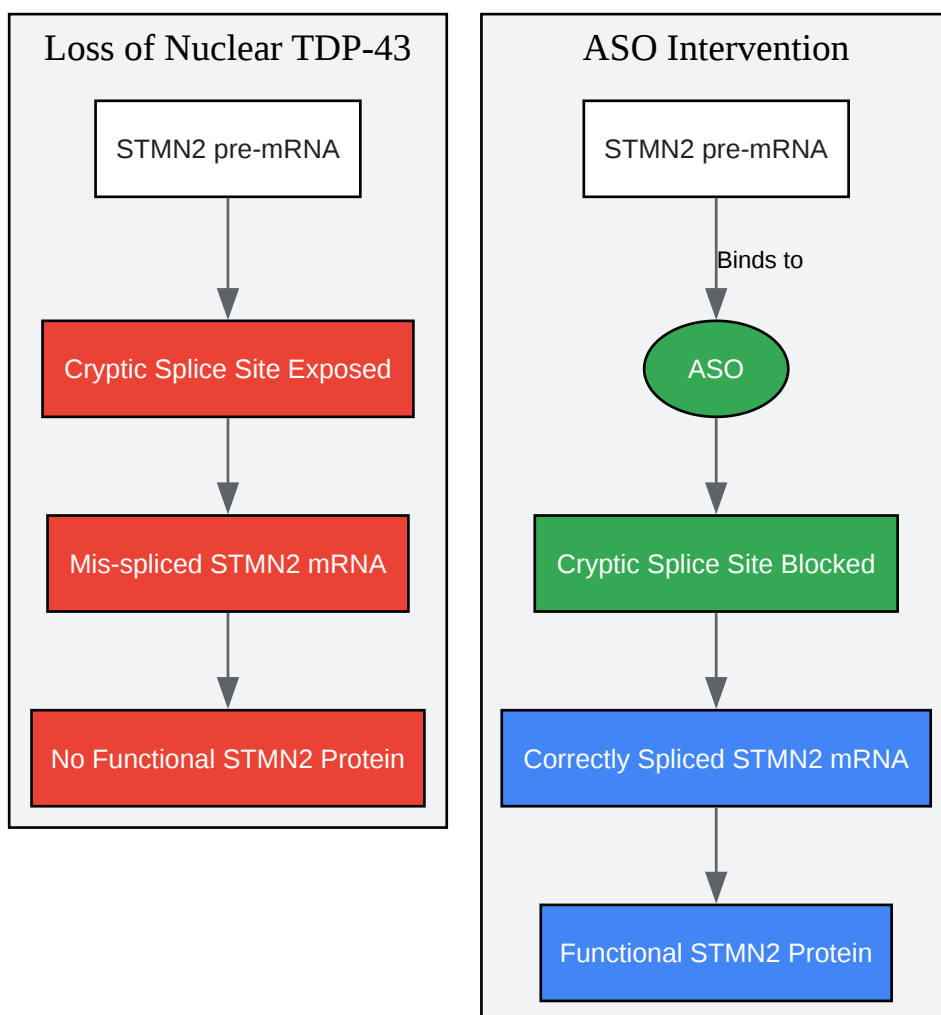 Loss of Nuclear TDP-43
STMN2 pre-mRNA
Cryptic Splice Site Exposed
Mis-spliced STMN2 mRNA
No Functional STMN2 Protein
ASO Intervention
STMN2 pre-mRNA
Binds to
ASO
Cryptic Splice Site Blocked
Correctly Spliced STMN2 mRNA
Functional STMN2 Protein